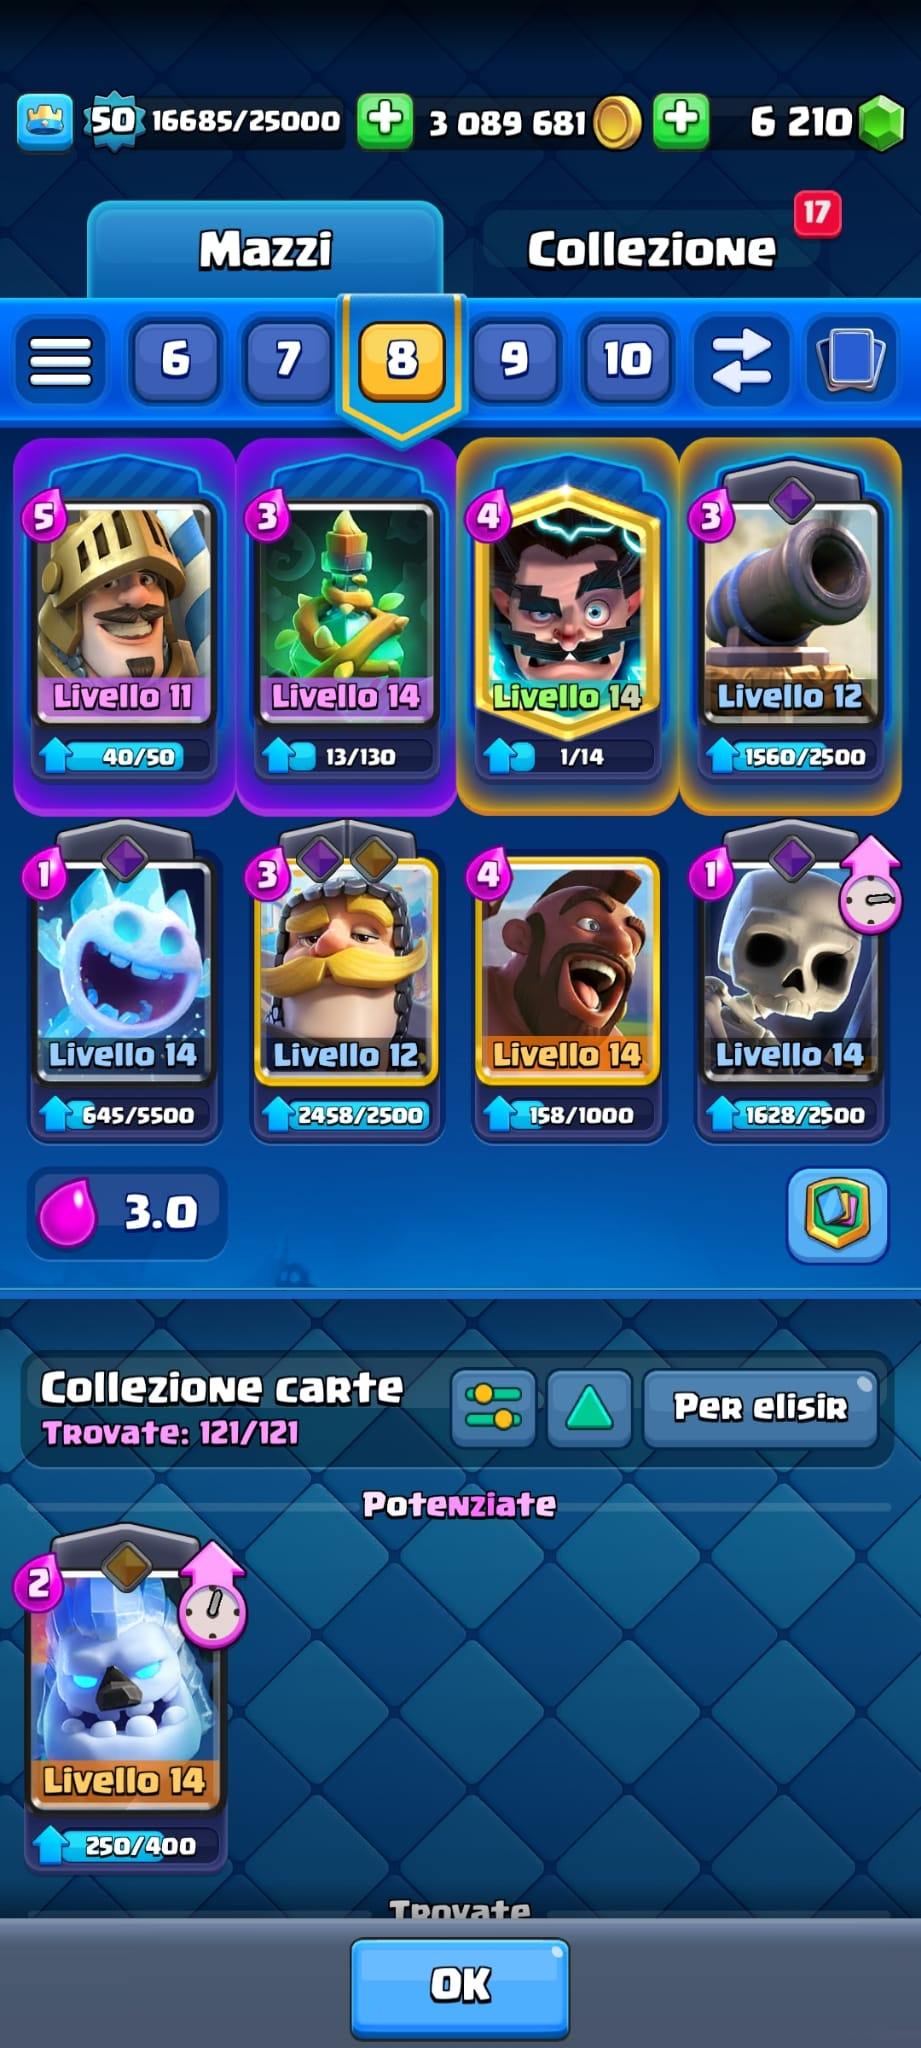 50 16685/25000 3 089 681 6 210
17
Mazzi Collezione
6 7 8 9 10
5 3 4 3
Livello 11 Livello 14 Livello 14 Livello 12
40/50 13/130 1/14 1560/2500
1 3 4 1
Livello 14 Livello 12 Livello 14 Livello 14
645/5500 2458/2500 158/1000 1628/2500
3.0
Collezione carte
Trovate: 121/121
Per elisir
Potenziate
2
Livello 14
250/400
Trovate
OK